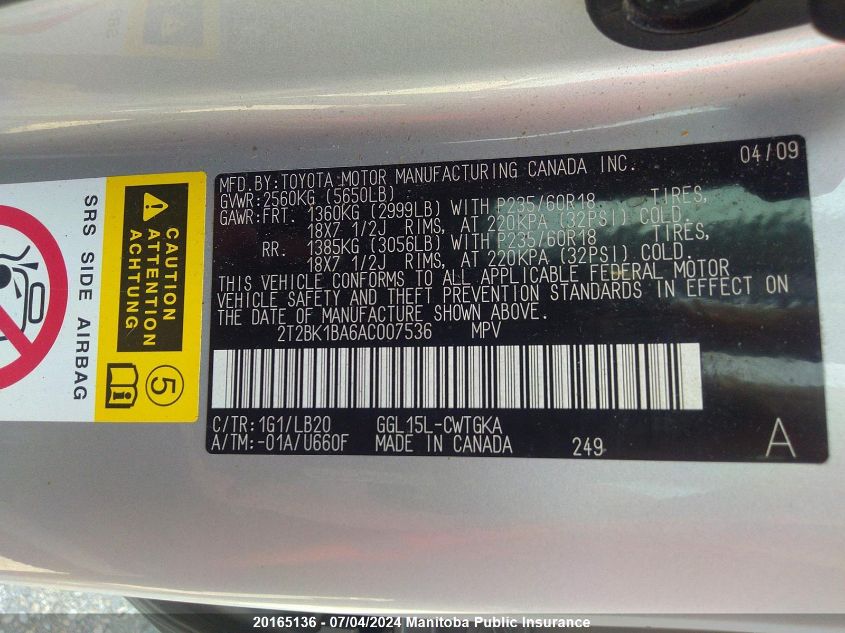 MFD.BY:TOYOTA MOTOR MANUFACTURING CANADA INC. 04/09
GVWR:2560KG (5650LB)
GAWR:FRT. 1360KG (2999LB) WITH P235/60R18. TIRES,
18X7 1/2J RIMS, AT 220KPA (32PSI) COLD.
RR. 1385KG (3056LB) WITH P235/60R18 TIRES,
18X7 1/2J RIMS, AT 220KPA (32PSI) COLD.
THIS VEHICLE CONFORMS TO ALL APPLICABLE FEDERAL MOTOR
VEHICLE SAFETY AND THEFT PREVENTION STANDARDS IN EFFECT ON
THE DATE OF MANUFACTURE SHOWN ABOVE.
2T2BK1BA6AC007536 MPV
C/TR:1G1/LB20 GGL15L-CWTGKA
A/TM:-01A/U660F MADE IN CANADA 249 A
CAUTION
ATTENTION
ACHTUNG
5
SRS SIDE AIRBAG
20165136 - 07/04/2024 Manitoba Public Insurance